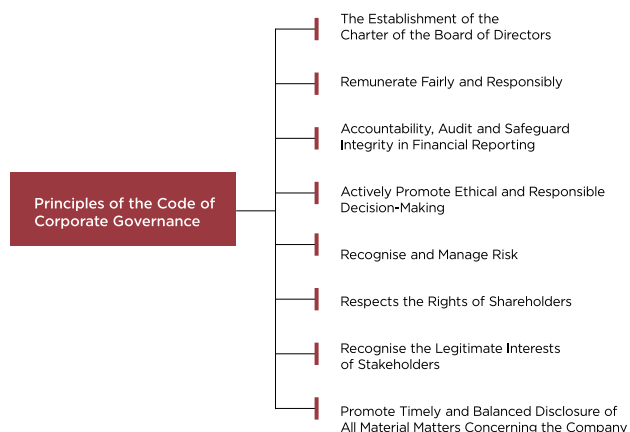 The Establishment of the
Charter of the Board of Directors
Remunerate Fairly and Responsibly
Accountability, Audit and Safeguard
Integrity in Financial Reporting
Principles of the Code of
Corporate Governance
Actively Promote Ethical and Responsible
Decision-Making
Recognise and Manage Risk
Respects the Rights of Shareholders
Recognise the Legitimate Interests
of Stakeholders
Promote Timely and Balanced Disclosure of
All Material Matters Concerning the Company